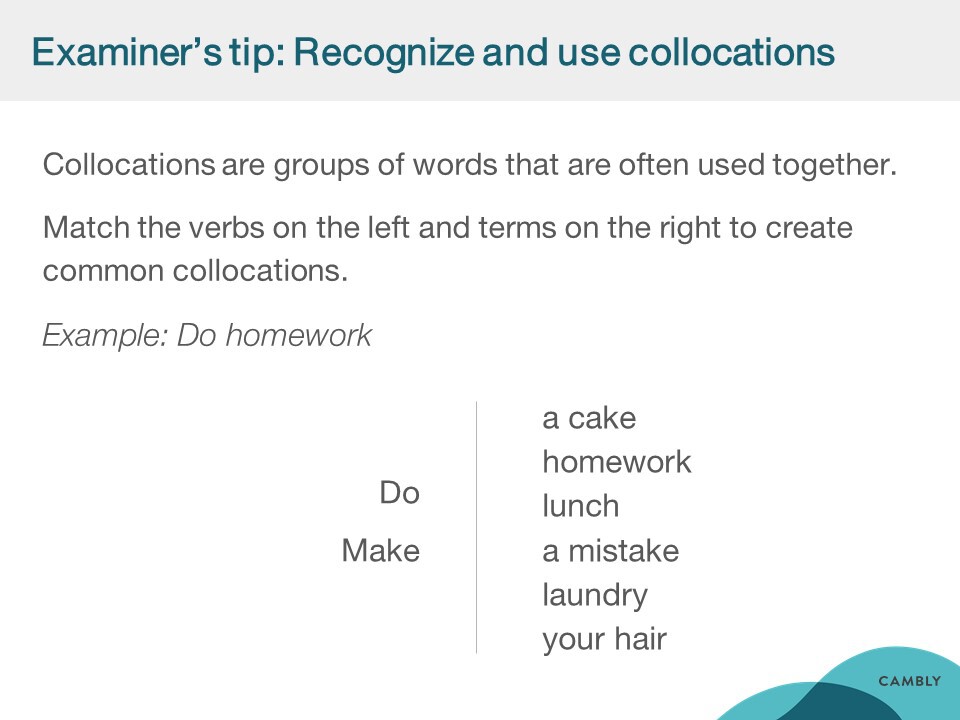 Examiner's tip: Recognize and use collocations
Collocations are groups of words that are often used together.
Match the verbs on the left and terms on the right to create
common collocations.
Example: Do homework
Do
Make
a cake
homework
lunch
a mistake
laundry
your hair
CAMBLY